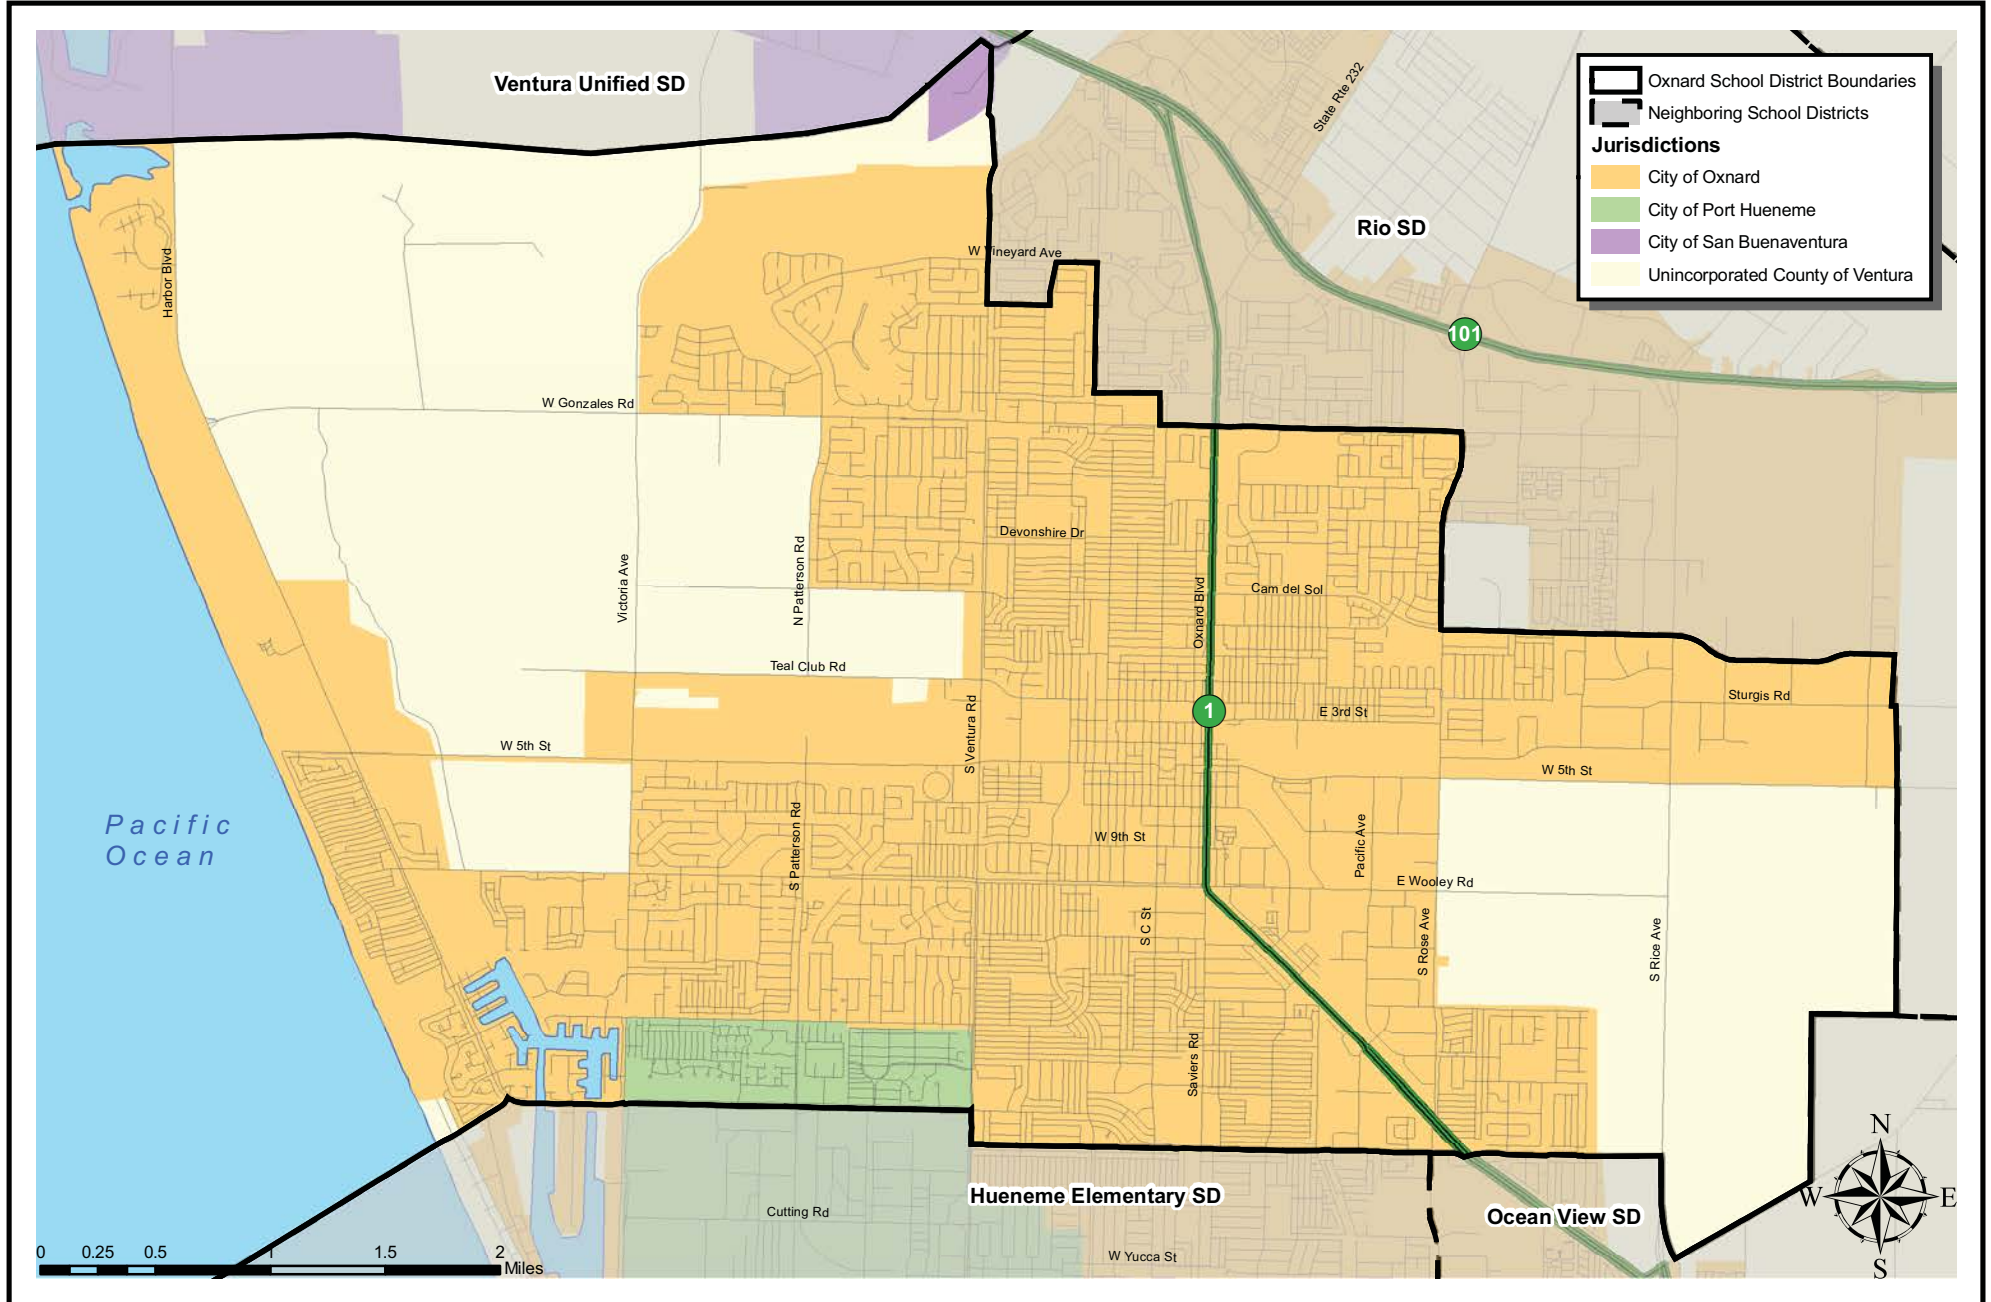 Ventura Unified SD
State Rte 232
Oxnard School District Boundaries
Neighboring School Districts
Jurisdictions
City of Oxnard
City of Port Hueneme
City of San Buenaventura
Unincorporated County of Ventura
Rio SD
W Vineyard Ave
Harbor Blvd
101
W Gonzales Rd
Devonshire Dr
Victoria Ave
N Patterson Rd
Oxnard Blvd
Cam del Sol
Teal Club Rd
Sturgis Rd
1
E 3rd St
S Ventura Rd
W 5th St
W 5th St
Pacific
Ocean
S Patterson Rd
W 9th St
Pacific Ave
E Wooley Rd
S C St
S Rose Ave
S Rice Ave
Saviers Rd
Hueneme Elementary SD
Ocean View SD
Cutting Rd
W Yucca St
N
W E
S
0 0.25 0.5 1 1.5 2
Miles